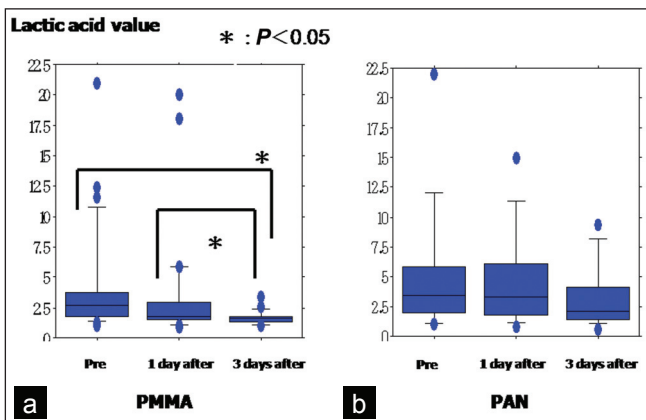 Lactic acid value
* : P<0.05
22.5
20
17.5
15
12.5
10
7.5
5
2.5
0
*
*
Pre
1 day after
3 days after
a
PMMA
22.5
20
17.5
15
12.5
10
7.5
5
2.5
0
Pre
1 day after
3 days after
b
PAN